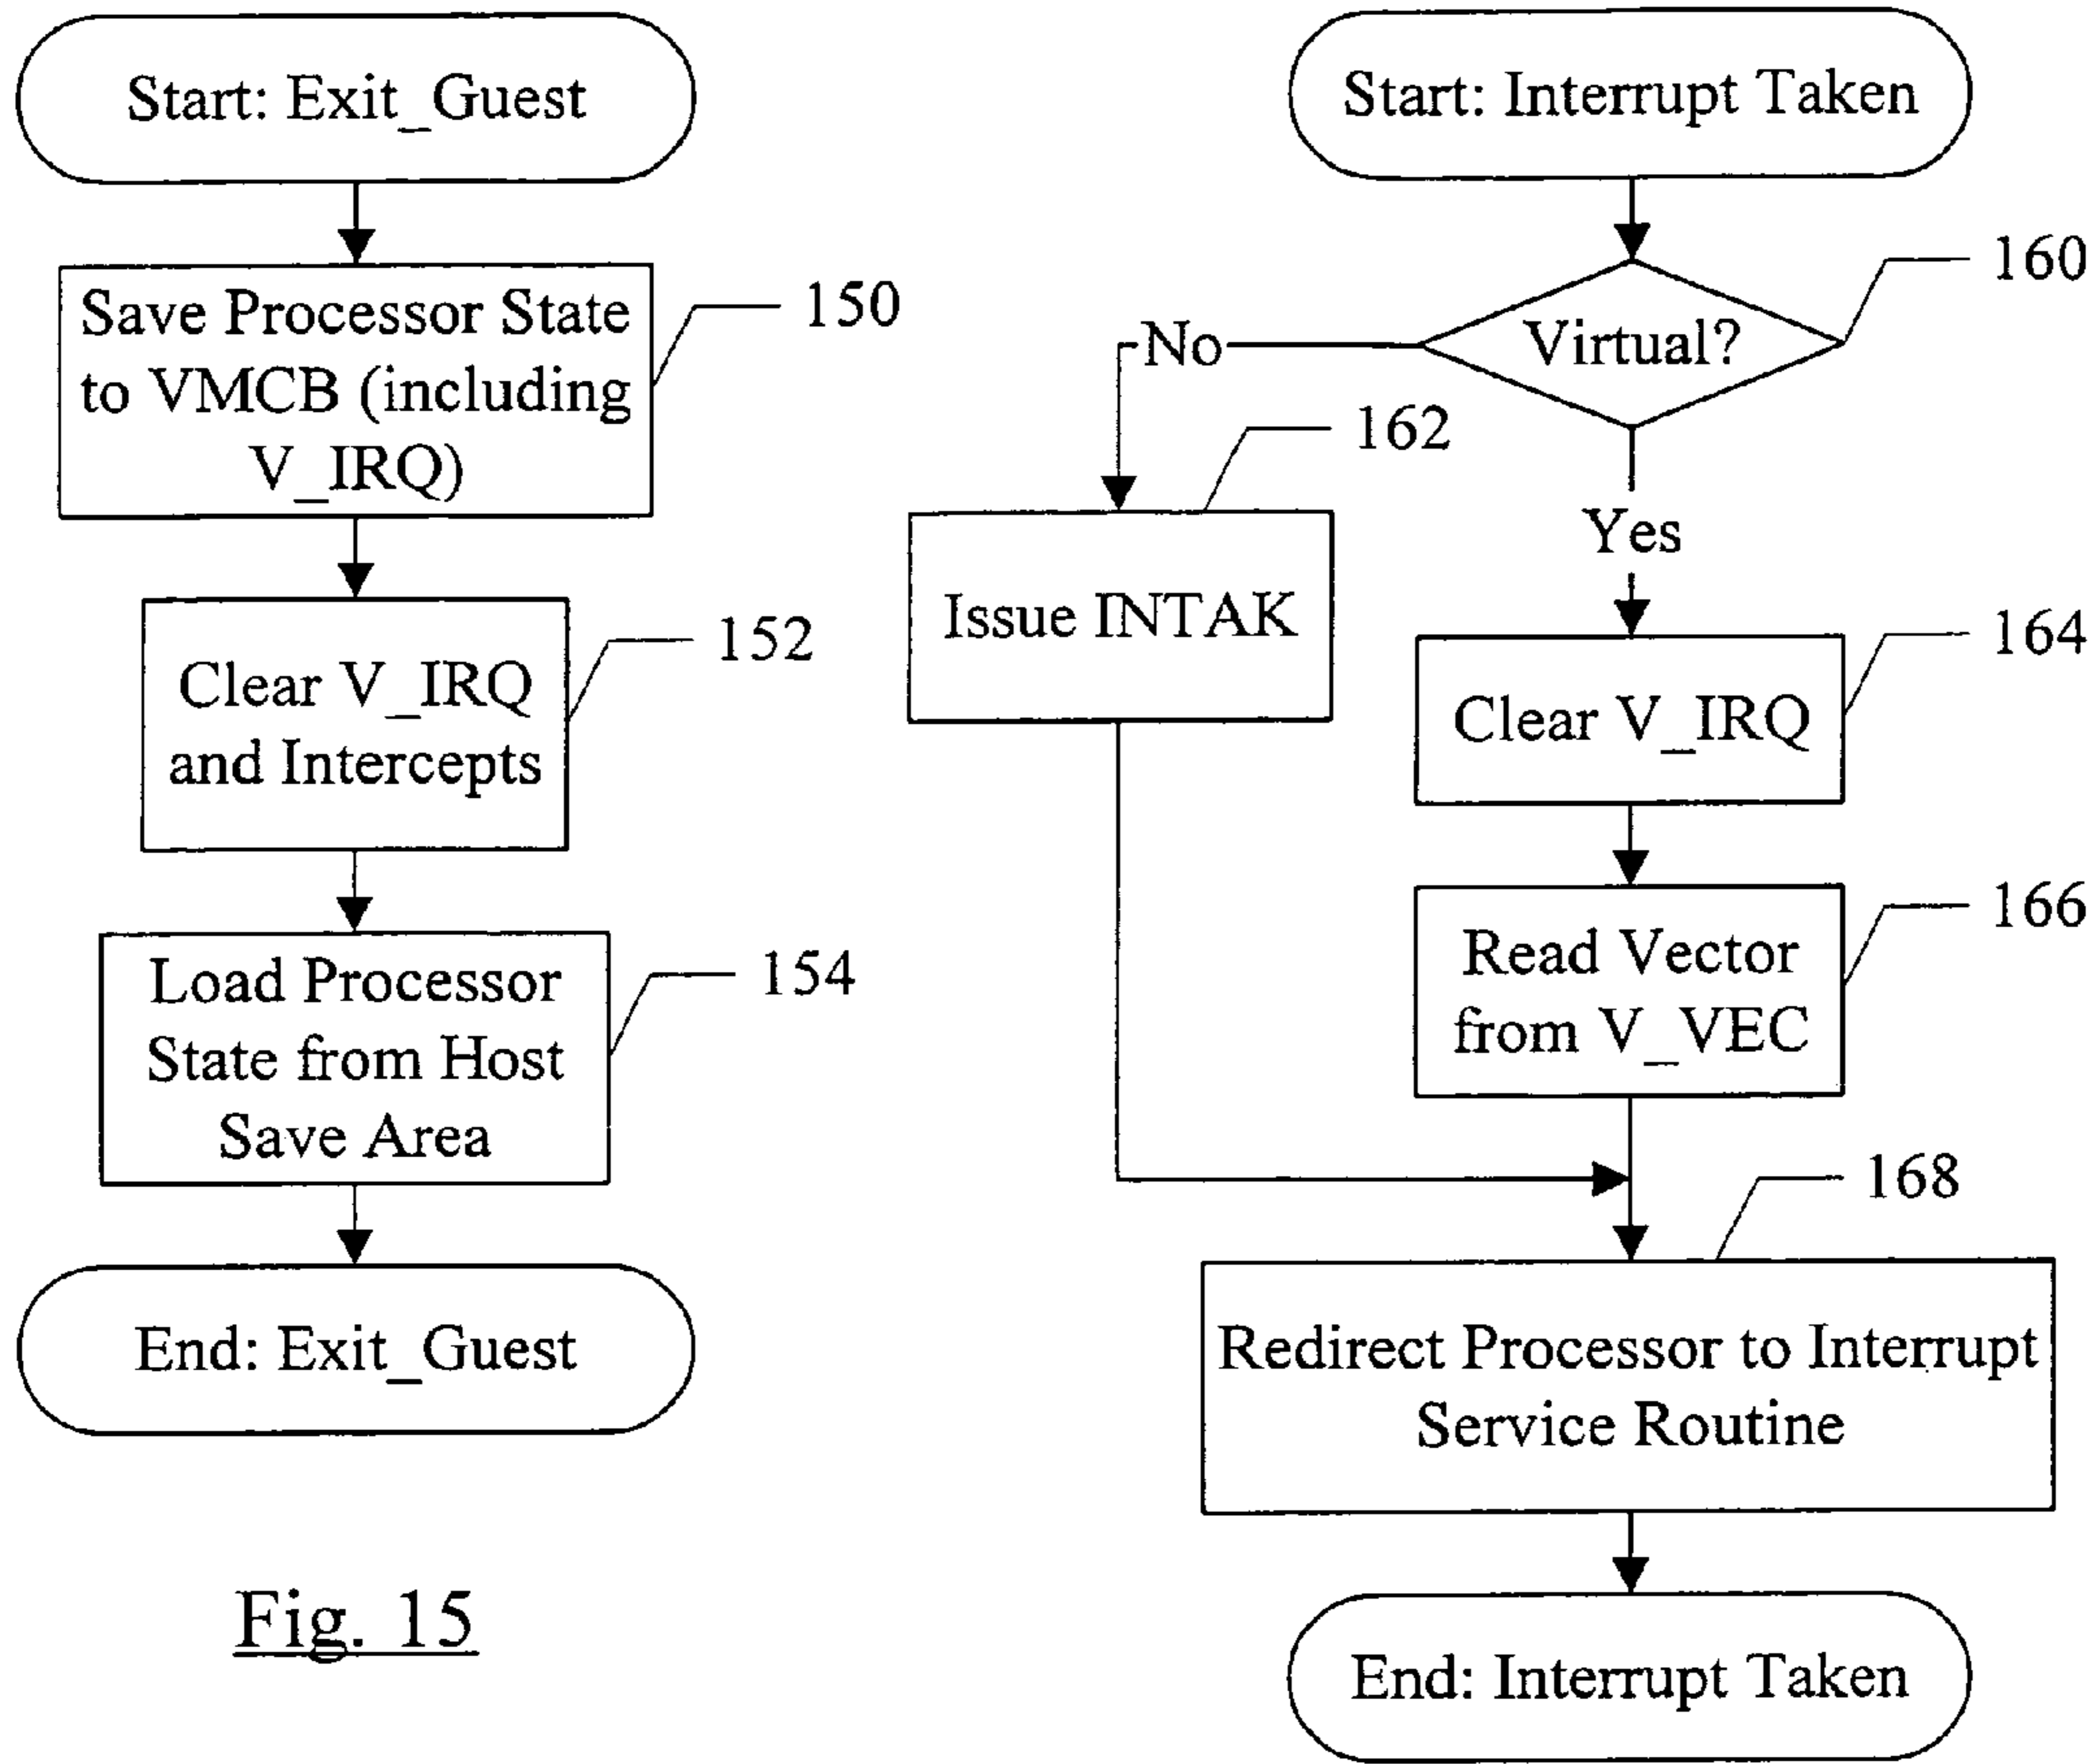 Start: Exit_Guest
Save Processor State
to VMCB (including
V_IRQ)
150
Clear V_IRQ
and Intercepts
152
Load Processor
State from Host
Save Area
154
End: Exit_Guest
Fig. 15
Start: Interrupt Taken
Virtual?
160
No
Yes
162
Issue INTAK
Clear V_IRQ
164
Read Vector
from V_VEC
166
168
Redirect Processor to Interrupt
Service Routine
End: Interrupt Taken